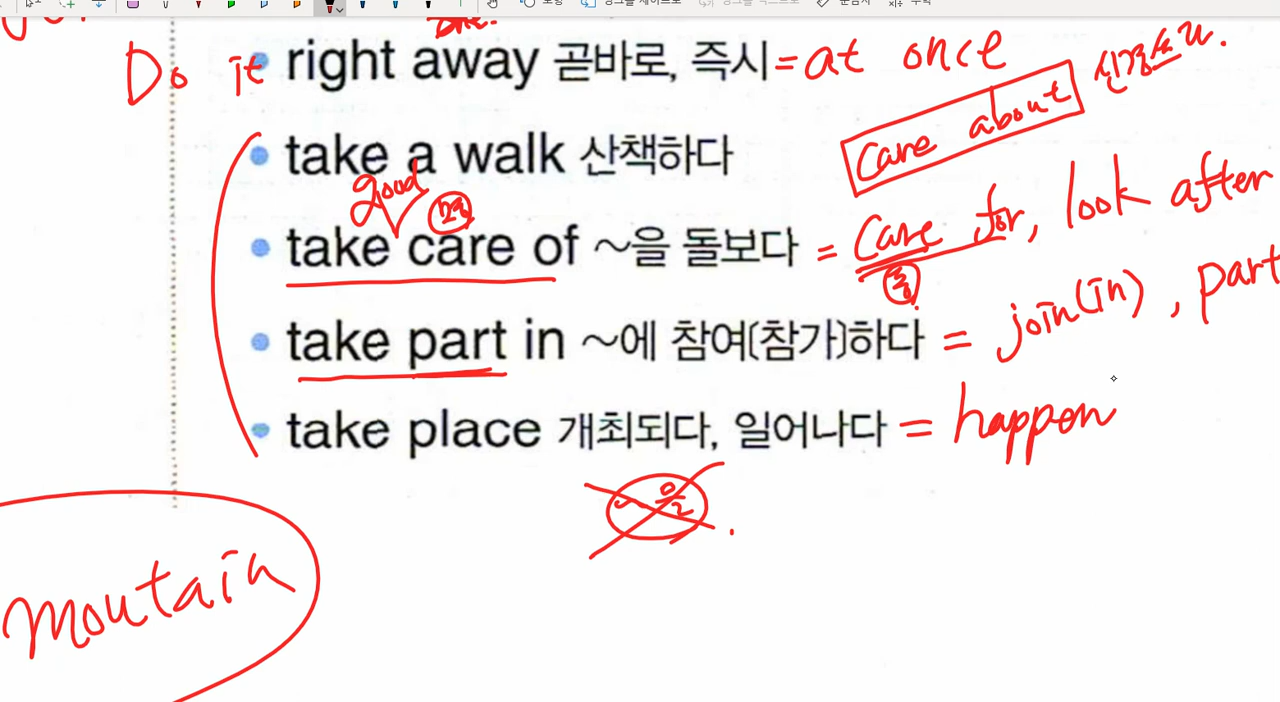 Do it right away 곧바로, 즉시 = at once
Care about 신경쓰다.
take a walk 산책하다
good
take care of ~을 돌보다 = Care for, look after
take part in ~에 참여(참가)하다 = join(in), part
take place 개최되다, 일어나다 = happen
~을
moutain